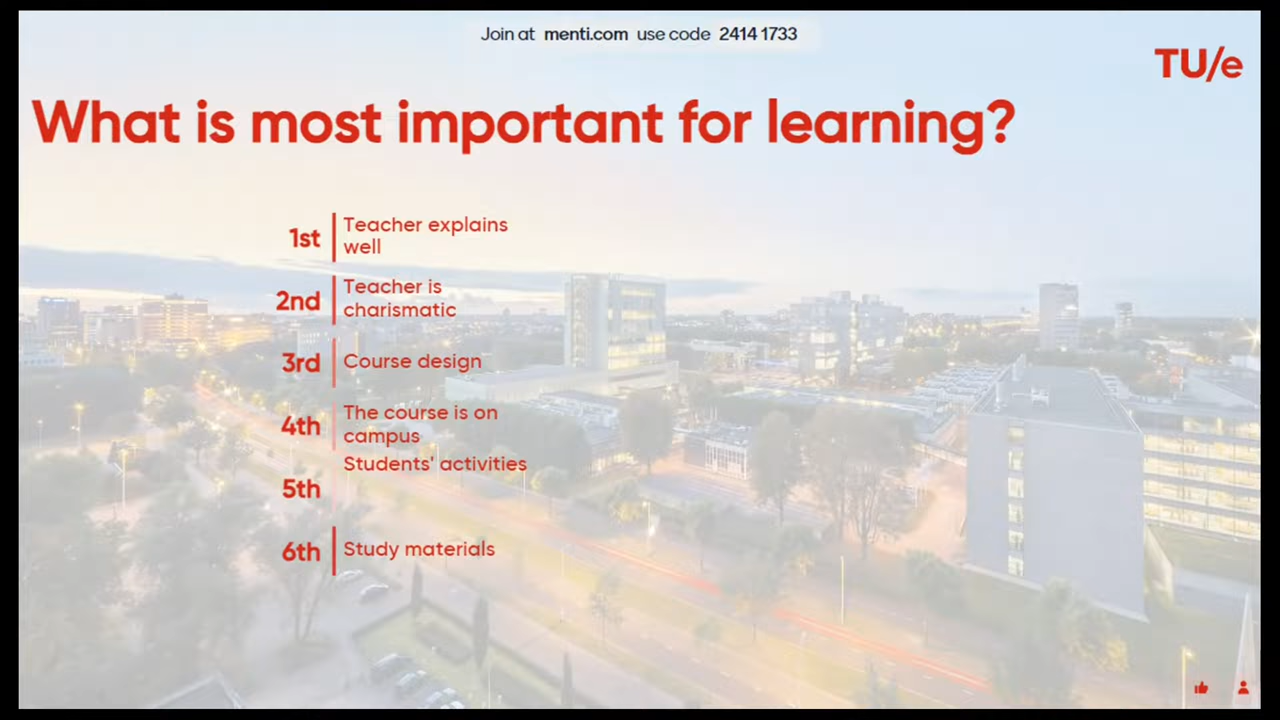 Join at menti.com use code 2414 1733
TU/e
What is most important for learning?
1st
Teacher explains
well
2nd
Teacher is
charismatic
3rd
Course design
4th
The course is on
campus
Students' activities
5th
6th
Study materials